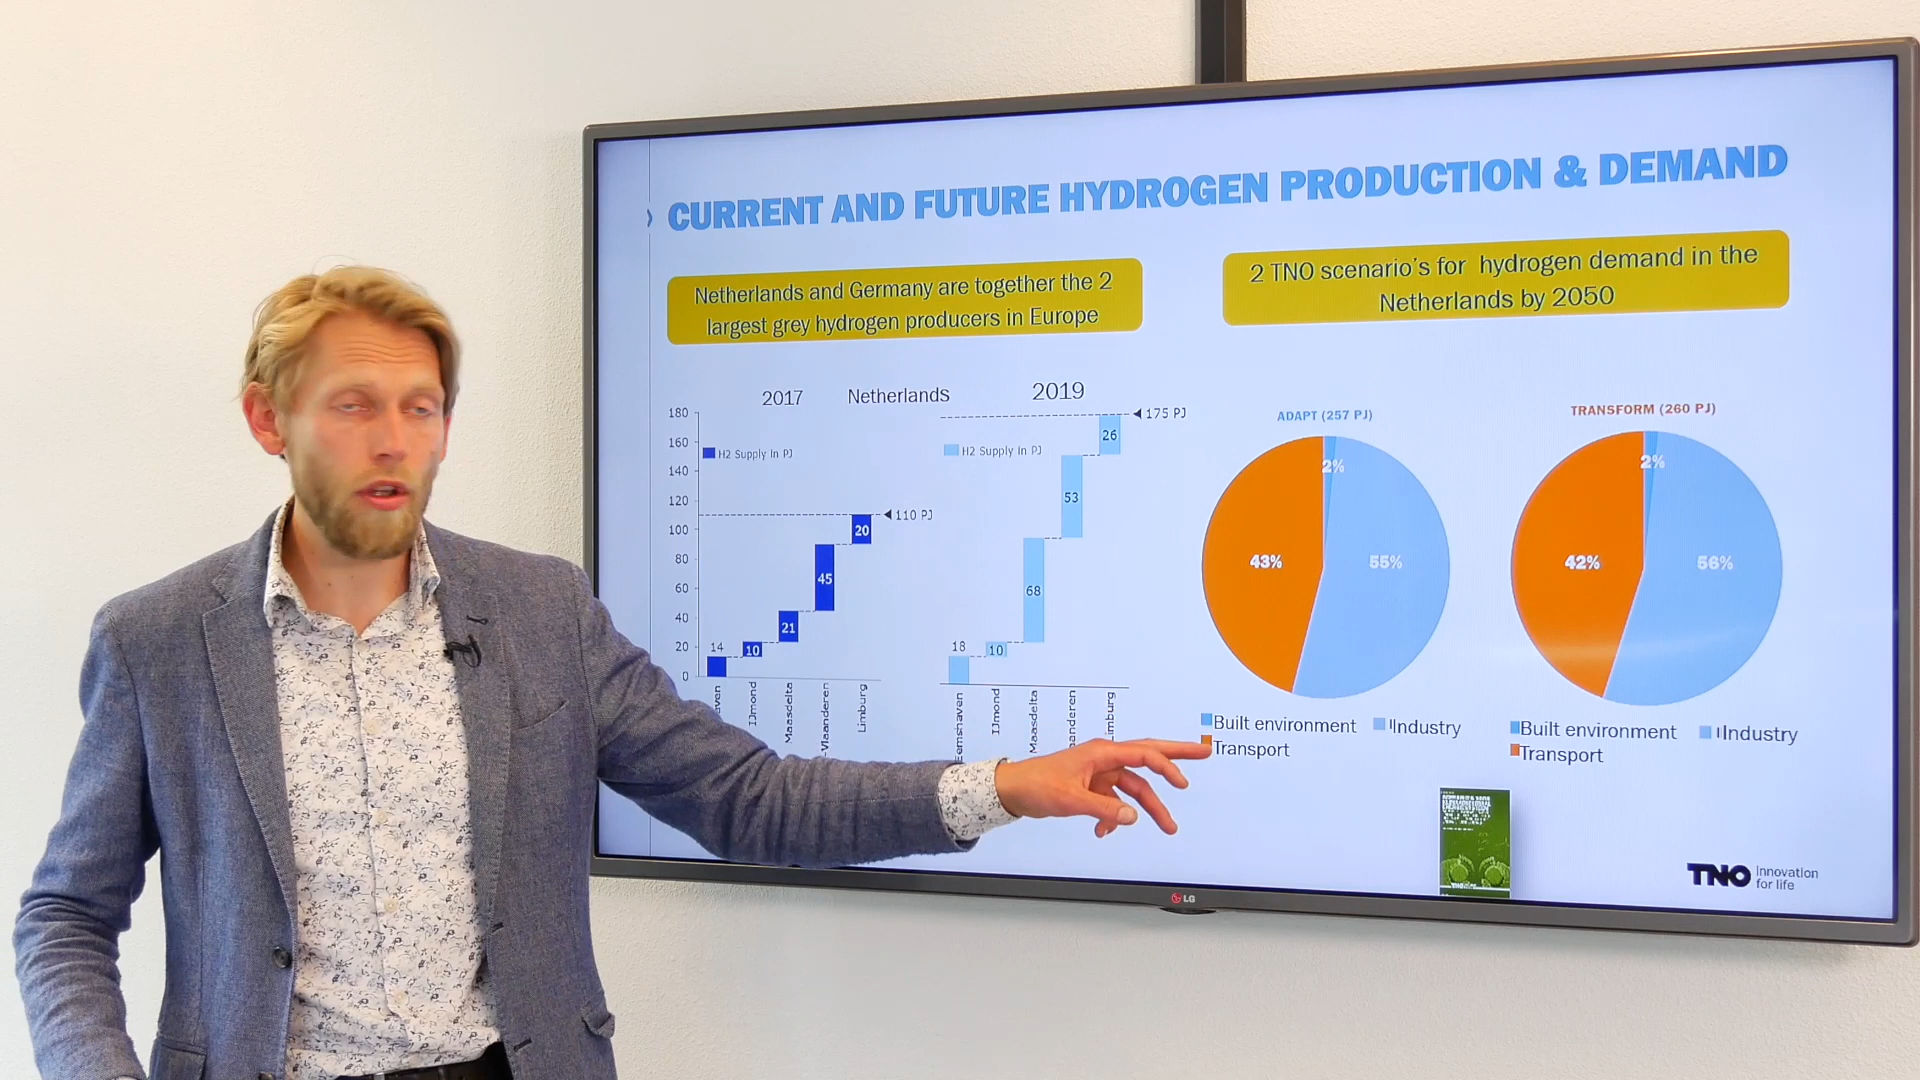 › CURRENT AND FUTURE HYDROGEN PRODUCTION & DEMAND
Netherlands and Germany are together the 2
largest grey hydrogen producers in Europe
2 TNO scenario's for hydrogen demand in the
Netherlands by 2050
2017 Netherlands 2019
180
160
140
120
100
80
60
40
20
0
H2 Supply In PJ
110 PJ
14
10
21
45
20
aven
IJmond
Maasdelta
-Vlaanderen
Limburg
H2 Supply In PJ
175 PJ
18
10
68
53
26
Eemshaven
IJmond
Maasdelta
anderen
imburg
ADAPT (257 PJ)
2%
43%
55%
Built environment Industry
Transport
TRANSFORM (260 PJ)
2%
42%
56%
Built environment Industry
Transport
TNO innovation
for life
LG